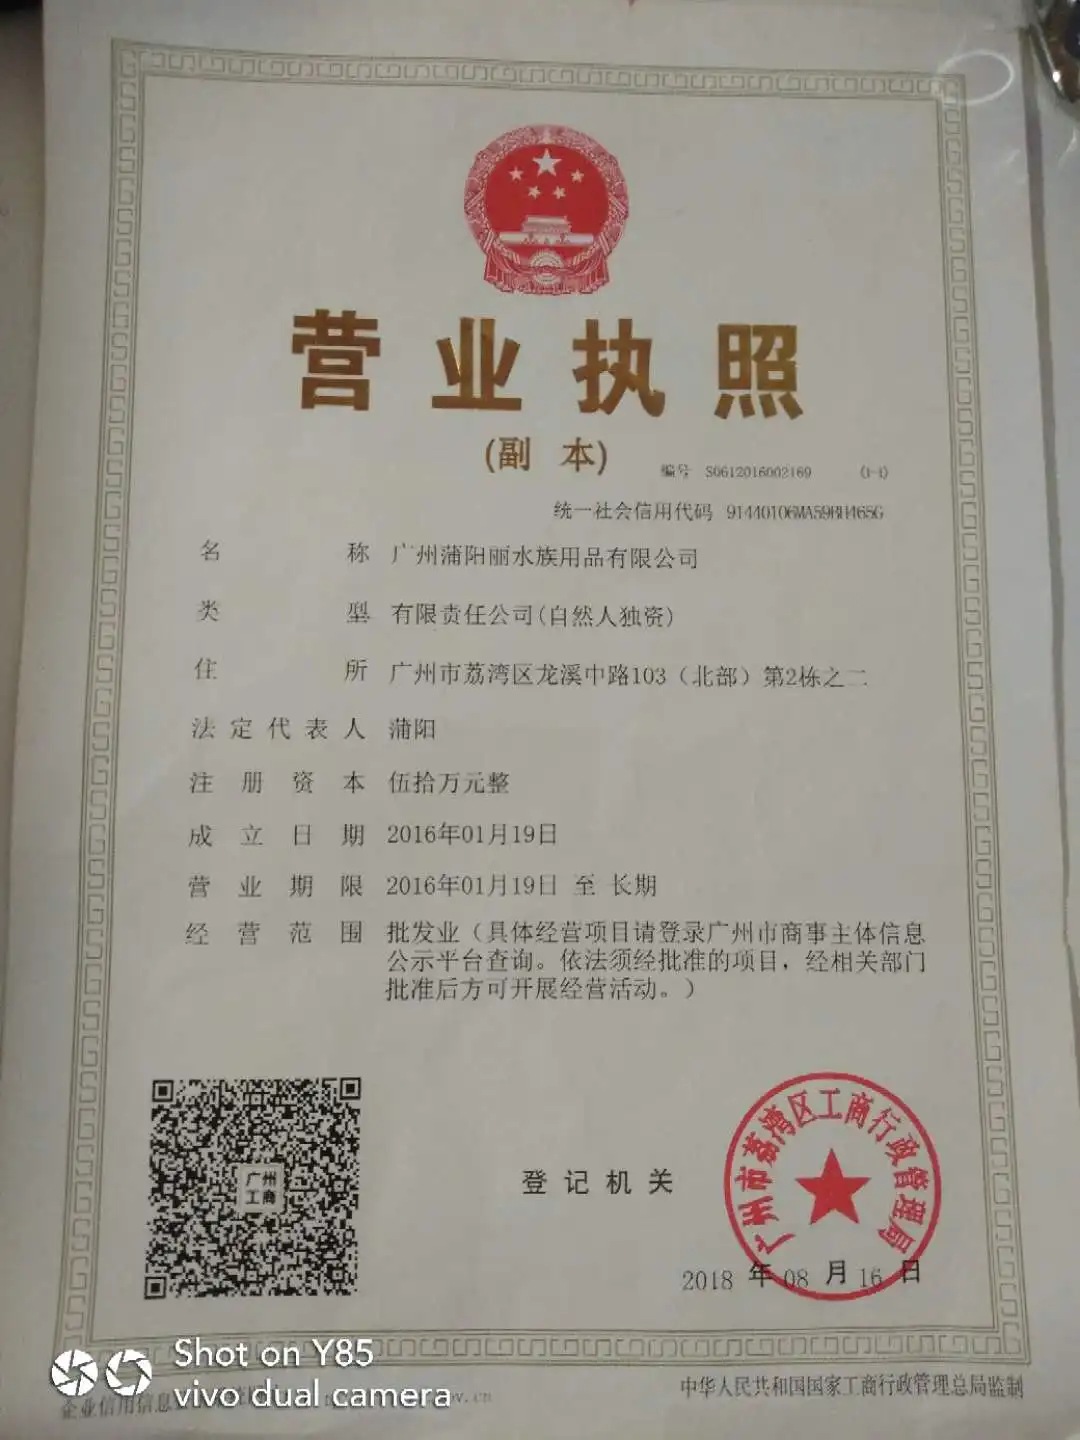 营业执照
(副 本)
编号 S0612016002169 (1-1)
统一社会信用代码 91440106MA59BH465G
名 称 广州蒲阳丽水族用品有限公司
类 型 有限责任公司(自然人独资)
住 所 广州市荔湾区龙溪中路103（北部）第2栋之二
法定代表人 蒲阳
注 册 资 本 伍拾万元整
成 立 日 期 2016年01月19日
营 业 期 限 2016年01月19日 至 长期
经 营 范 围 批发业（具体经营项目请登录广州市商事主体信息
公示平台查询。依法须经批准的项目，经相关部门
批准后方可开展经营活动。）
广州
工商
登 记 机 关
广州市荔湾区工商行政管理局
2018 年 08 月 16 日
Shot on Y85
vivo dual camera
企业信用信息
中华人民共和国国家工商行政管理总局监制